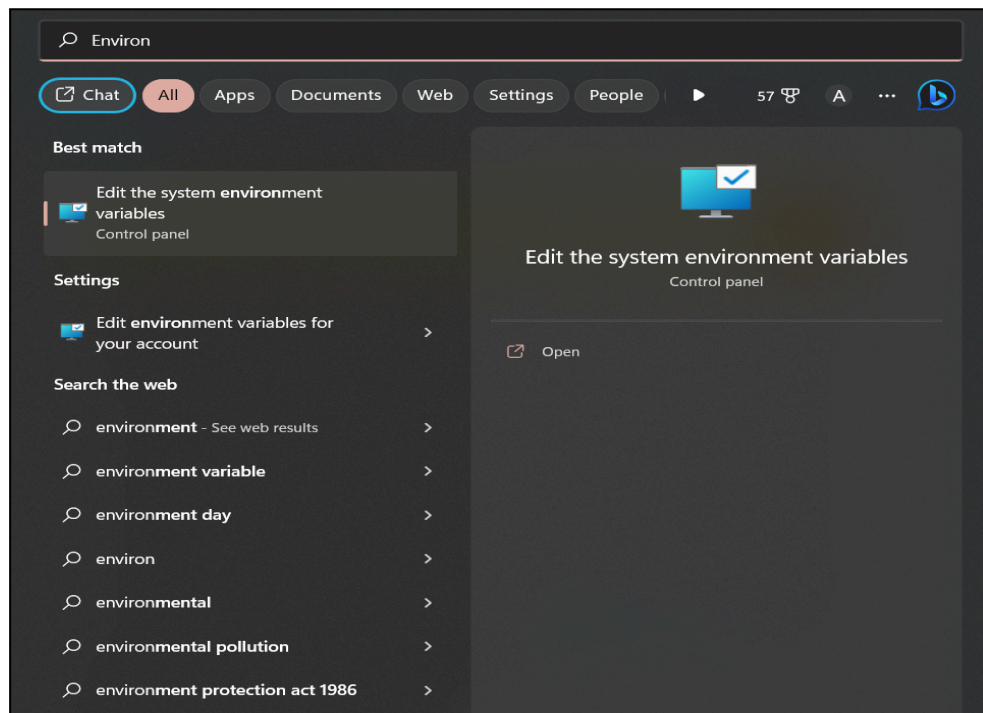 Environ
Chat All Apps Documents Web Settings People 57 A ...
Best match
Edit the system environment
variables
Control panel
Settings
Edit environment variables for
your account
Search the web
environment - See web results
environment variable
environment day
environ
environmental
environmental pollution
environment protection act 1986
Edit the system environment variables
Control panel
Open